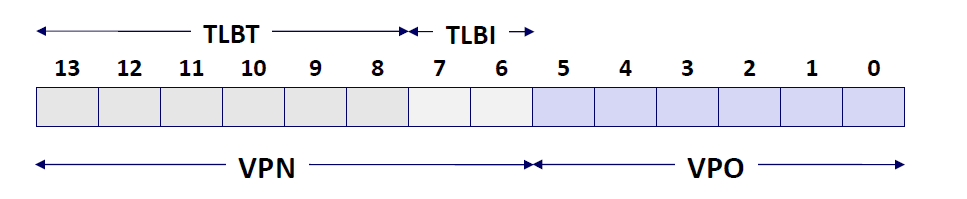 TLBT TLBI
13 12 11 10 9 8 7 6 5 4 3 2 1 0
VPN VPO